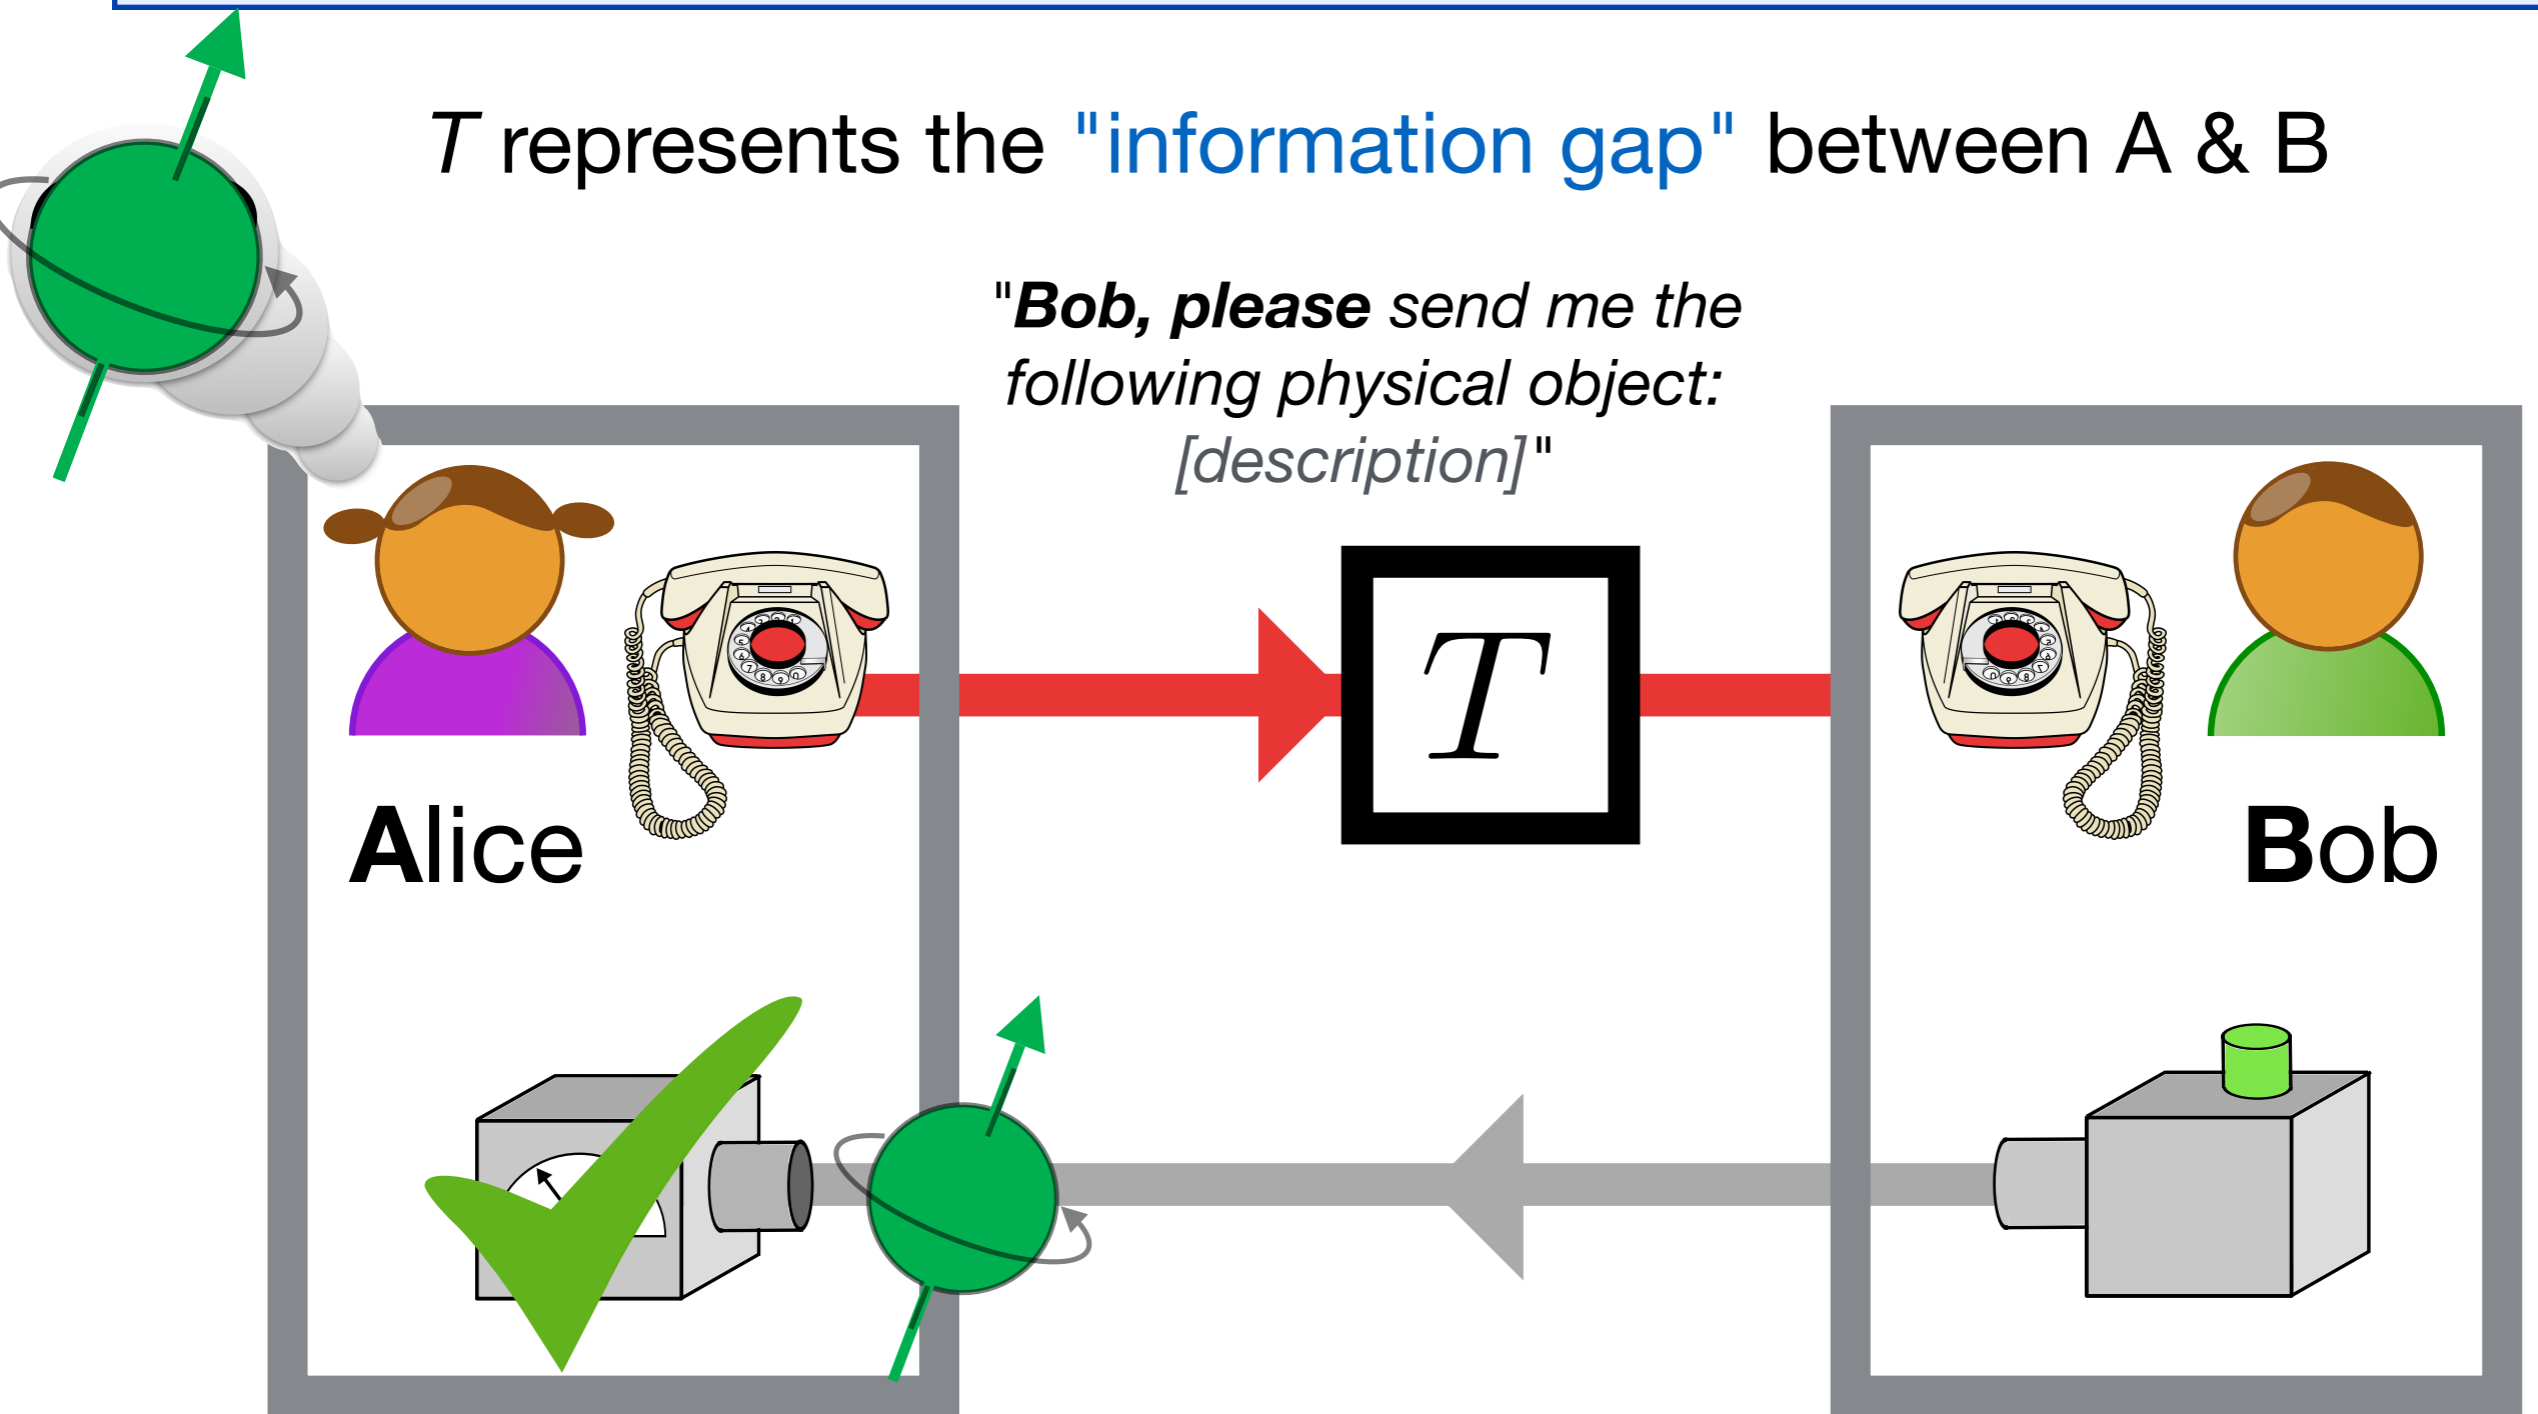 T represents the "information gap" between A & B
"Bob, please send me the
following physical object:
[description]"
T
Alice
Bob